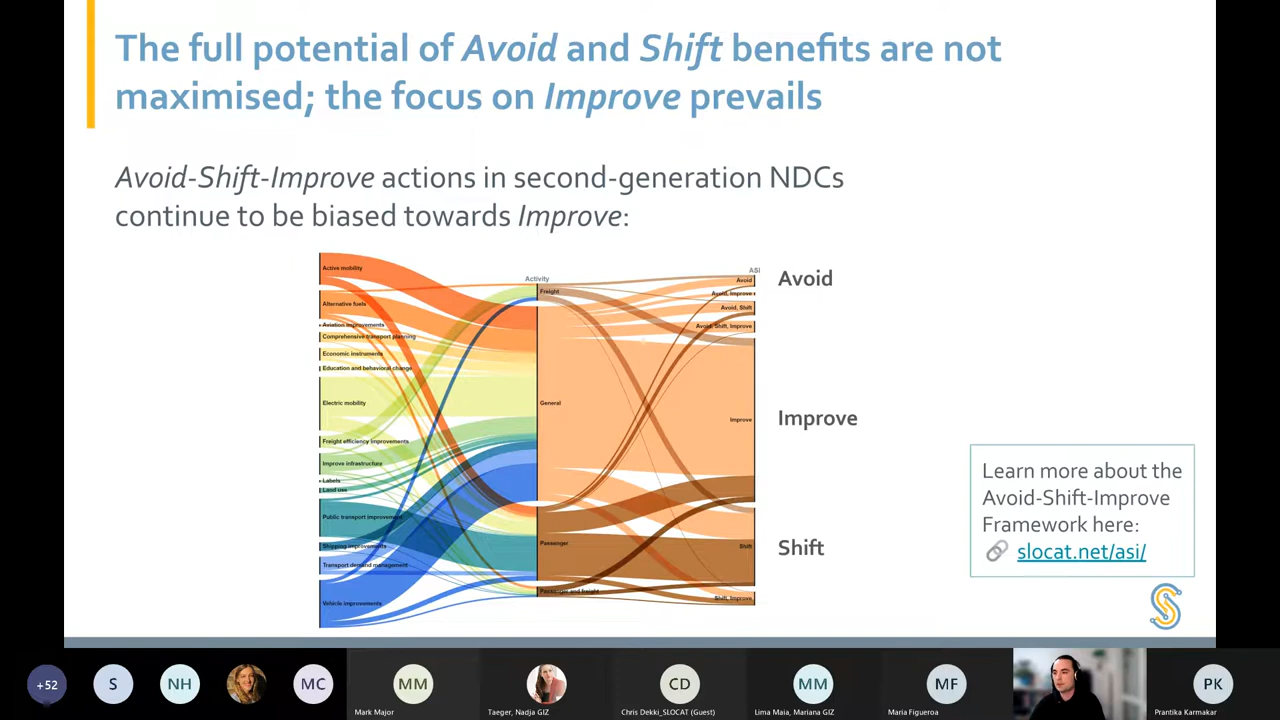 The full potential of Avoid and Shift benefits are not
maximised; the focus on Improve prevails
Avoid-Shift-Improve actions in second-generation NDCs
continue to be biased towards Improve:
Active mobility
Alternative fuels
Aviation improvements
Comprehensive transport planning
Economic instruments
Education and behavioral change
Electric mobility
Freight efficiency improvements
Improve infrastructure
Labels
Land use
Public transport improvement
Shipping improvements
Transport demand management
Vehicle improvements
Activity
Freight
General
Passenger
Passenger and freight
ASI
Avoid
Avoid, Improve
Avoid, Shift
Avoid, Shift, Improve
Improve
Shift
Shift, Improve
Avoid
Improve
Shift
Learn more about the
Avoid-Shift-Improve
Framework here:
slocat.net/asi/
+52
S
NH
MC
MM
Mark Major
Taeger, Nadja GIZ
CD
Chris Dekki_SLOCAT (Guest)
MM
Lima Maia, Mariana GIZ
MF
Maria Figueroa
PK
Prantika Karmakar